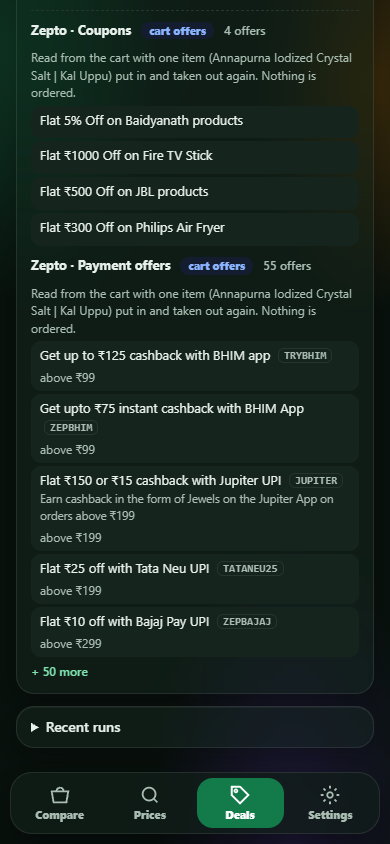 Zepto · Coupons cart offers 4 offers
Read from the cart with one item (Annapurna Iodized Crystal
Salt | Kal Uppu) put in and taken out again. Nothing is
ordered.
Flat 5% Off on Baidyanath products
Flat ₹1000 Off on Fire TV Stick
Flat ₹500 Off on JBL products
Flat ₹300 Off on Philips Air Fryer
Zepto · Payment offers cart offers 55 offers
Read from the cart with one item (Annapurna Iodized Crystal
Salt | Kal Uppu) put in and taken out again. Nothing is
ordered.
Get up to ₹125 cashback with BHIM app TRYBHIM
above ₹99
Get upto ₹75 instant cashback with BHIM App
ZEPBHIM
above ₹99
Flat ₹150 or ₹15 cashback with Jupiter UPI JUPITER
Earn cashback in the form of Jewels on the Jupiter App on
orders above ₹199
above ₹199
Flat ₹25 off with Tata Neu UPI TATANEU25
above ₹199
Flat ₹10 off with Bajaj Pay UPI ZEPBAJAJ
above ₹299
+ 50 more
▶ Recent runs
Compare Prices Deals Settings